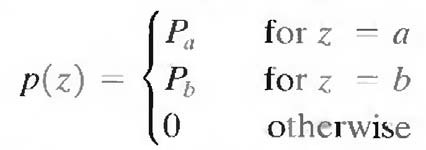 p(z) = { P_a for z = a
P_b for z = b
0 otherwise